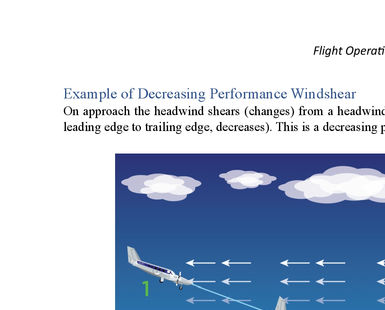 Flight Operati
Example of Decreasing Performance Windshear
On approach the headwind shears (changes) from a headwind
leading edge to trailing edge, decreases). This is a decreasing p
1